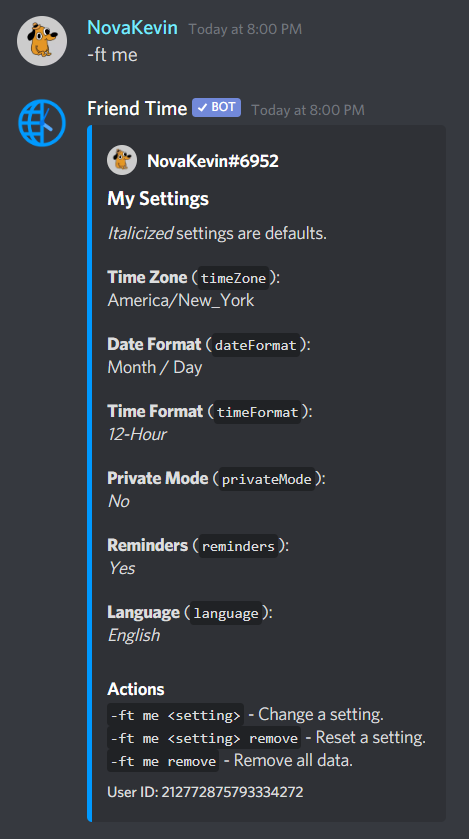 NovaKevin Today at 8:00 PM
-ft me
Friend Time ✓ BOT Today at 8:00 PM
NovaKevin#6952
My Settings
Italicized settings are defaults.
Time Zone (timeZone):
America/New_York
Date Format (dateFormat):
Month / Day
Time Format (timeFormat):
12-Hour
Private Mode (privateMode):
No
Reminders (reminders):
Yes
Language (language):
English
Actions
-ft me <setting> - Change a setting.
-ft me <setting> remove - Reset a setting.
-ft me remove - Remove all data.
User ID: 212772875793334272